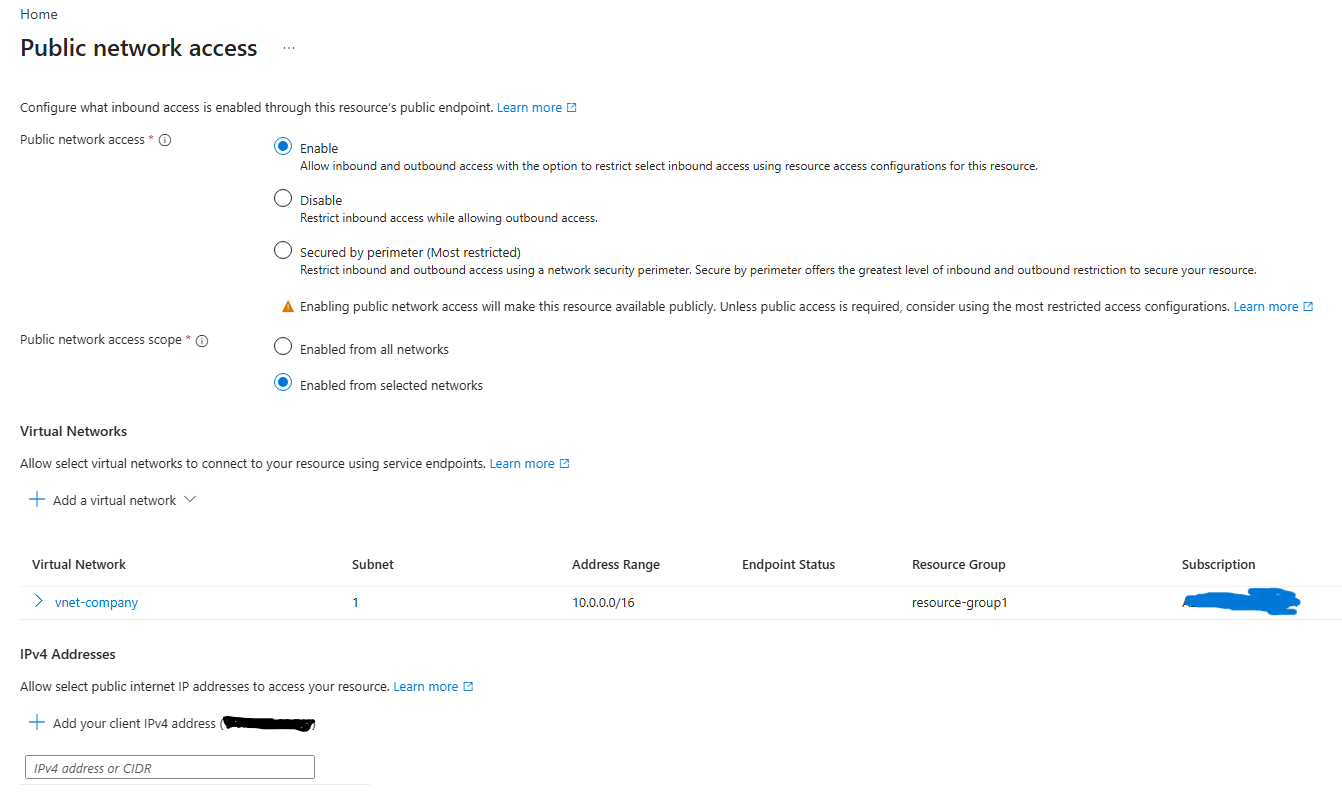 Home
Public network access ...
Configure what inbound access is enabled through this resource's public endpoint. Learn more
Public network access *
Enable
Allow inbound and outbound access with the option to restrict select inbound access using resource access configurations for this resource.
Disable
Restrict inbound access while allowing outbound access.
Secured by perimeter (Most restricted)
Restrict inbound and outbound access using a network security perimeter. Secure by perimeter offers the greatest level of inbound and outbound restriction to secure your resource.
Enabling public network access will make this resource available publicly. Unless public access is required, consider using the most restricted access configurations. Learn more
Public network access scope *
Enabled from all networks
Enabled from selected networks
Virtual Networks
Allow select virtual networks to connect to your resource using service endpoints. Learn more
Add a virtual network
Virtual Network Subnet Address Range Endpoint Status Resource Group Subscription
vnet-company 1 10.0.0.0/16 resource-group1
IPv4 Addresses
Allow select public internet IP addresses to access your resource. Learn more
Add your client IPv4 address (
IPv4 address or CIDR